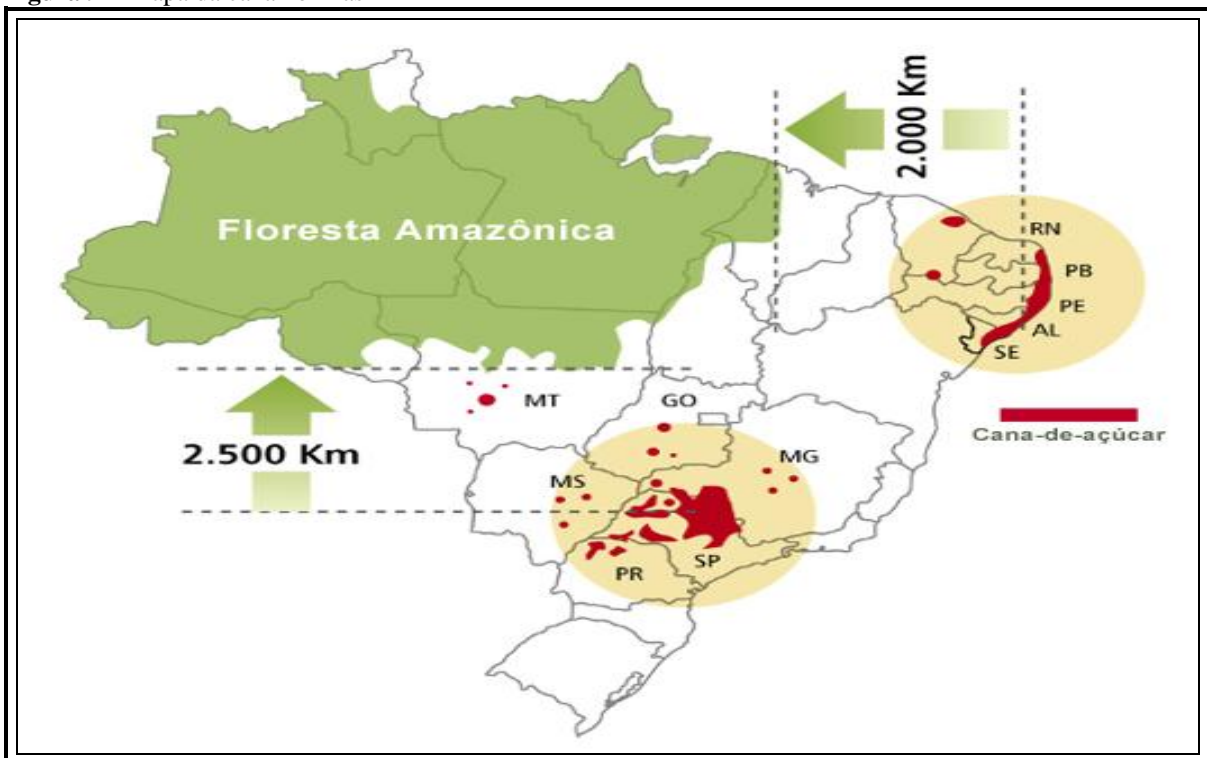 2.000 Km
Floresta Amazônica
RN
PB
PE
AL
SE
MT
GO
Cana-de-açúcar
2.500 Km
MS
MG
SP
PR